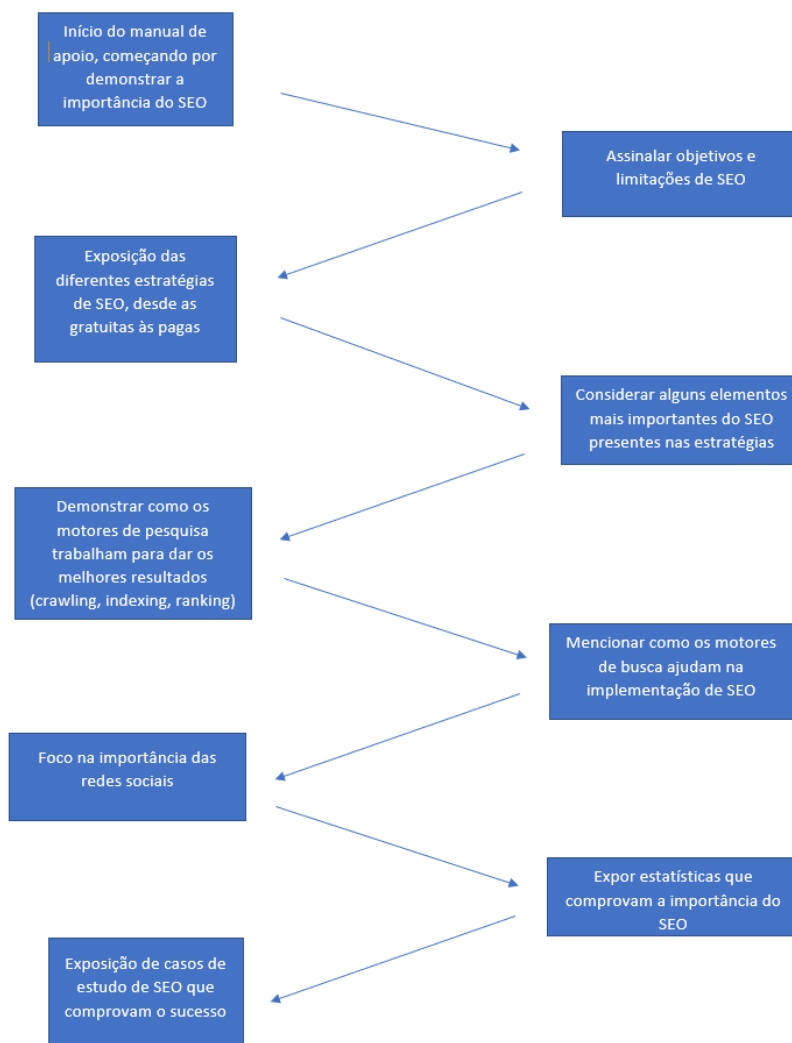 Início do manual de
apoio, começando por
demonstrar a
importância do SEO
Assinalar objetivos e
limitações de SEO
Exposição das
diferentes estratégias
de SEO, desde as
gratuitas às pagas
Considerar alguns elementos
mais importantes do SEO
presentes nas estratégias
Demonstrar como os
motores de pesquisa
trabalham para dar os
melhores resultados
(crawling, indexing, ranking)
Mencionar como os motores
de busca ajudam na
implementação de SEO
Foco na importância das
redes sociais
Expor estatísticas que
comprovam a importância do
SEO
Exposição de casos de
estudo de SEO que
comprovam o sucesso